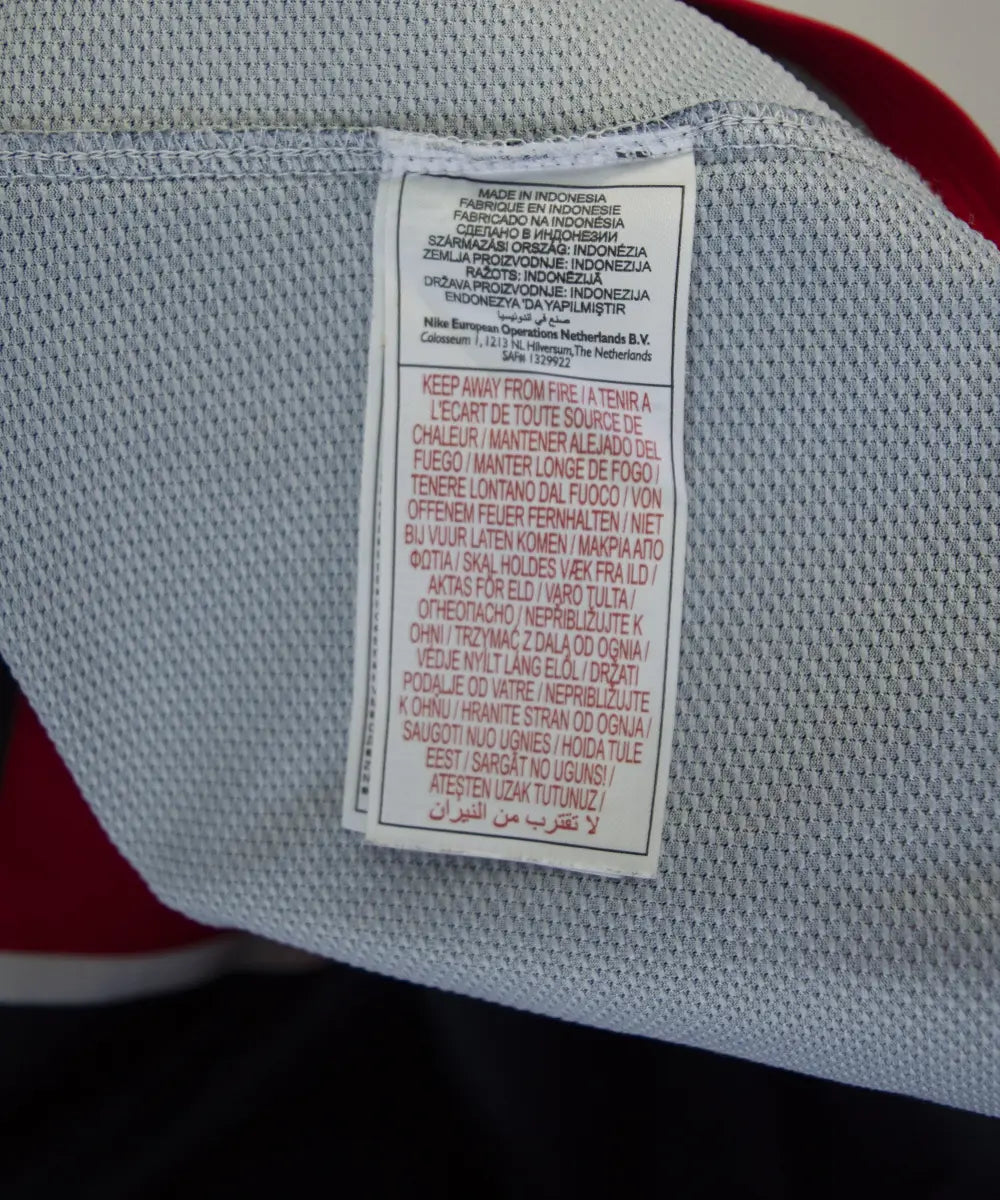 MADE IN INDONESIA
FABRIQUE EN INDONESIE
FABRICADO NA INDONÉSIA
СДЕЛАНО В ИНДОНЕЗИИ
SZÁRMAZÁSI ORSZÁG: INDONÉZIA
ZEMLJA PROIZVODNJE: INDONEZIJA
RAŽOTS: INDONEZIJĀ
DRŽAVA PROIZVODNJE: INDONEZIJA
ENDONEZYA 'DA YAPILMIŞTIR
صنع في اندونيسيا
Nike European Operations Netherlands B.V.
Colosseum 1, 1213 NL Hilversum, The Netherlands
SAF# 1329922
KEEP AWAY FROM FIRE / A TENIR A
L'ECART DE TOUTE SOURCE DE
CHALEUR / MANTENER ALEJADO DEL
FUEGO / MANTER LONGE DE FOGO /
TENERE LONTANO DAL FUOCO / VON
OFFENEM FEUER FERNHALTEN / NIET
BIJ VUUR LATEN KOMEN / ΜΑΚΡΙΑ ΑΠΟ
ΦΩΤΙΑ / SKAL HOLDES VÆK FRA ILD /
AKTAS FÖR ELD / VARO TULTA /
ОГНЕОПАСНО / NEPŘIBLIŽUJTE K
OHNI / TRZYMAĆ Z DALA OD OGNIA /
VÉDJE NYÍLT LÁNG ELŐL / DRŽATI
PODALJE OD VATRE / NEPRIBLIŽUJTE
K OHŇU / HRANITE STRAN OD OGNJA /
SAUGOTI NUO UGNIES / HOIDA TULE
EEST / SARGĀT NO UGUNS! /
ATEŞTEN UZAK TUTUNUZ /
لا تقترب من النيران